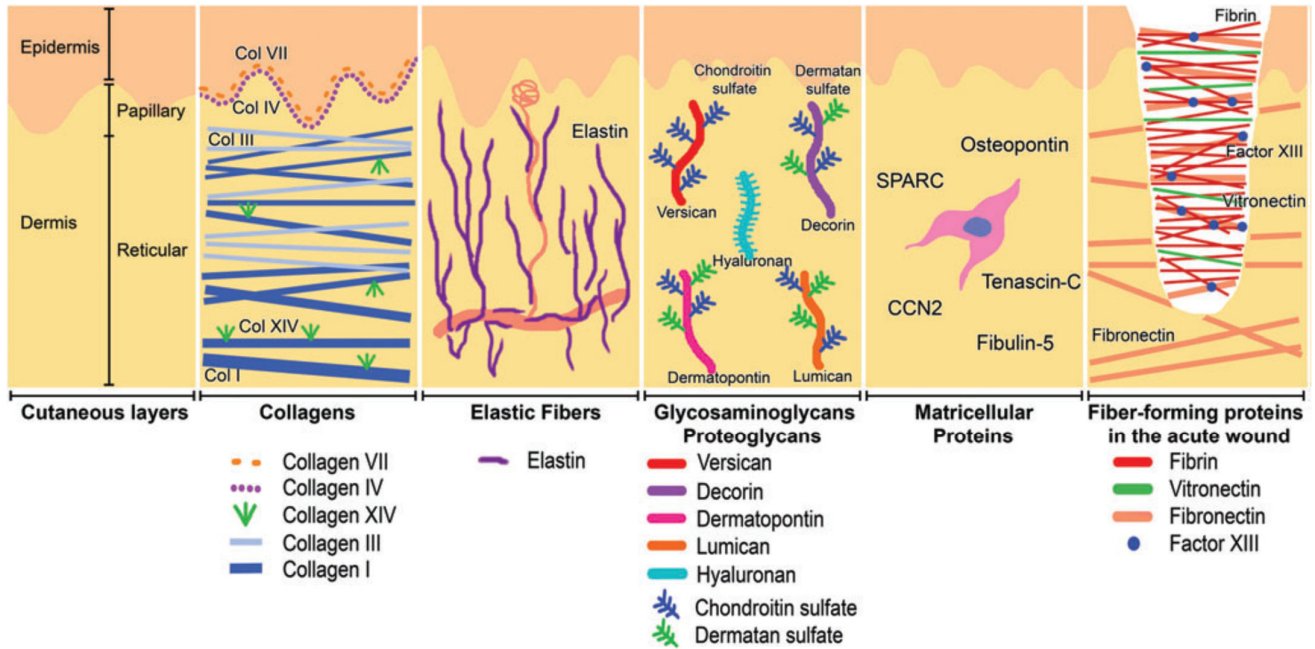 Epidermis
Papillary
Dermis
Reticular
Cutaneous layers
Col VII
Col IV
Col III
Col XIV
Col I
Collagens
Collagen VII
Collagen IV
Collagen XIV
Collagen III
Collagen I
Elastin
Elastic Fibers
Elastin
Chondroitin
sulfate
Dermatan
sulfate
Versican
Decorin
Hyaluronan
Dermatopontin
Lumican
Glycosaminoglycans
Proteoglycans
Versican
Decorin
Dermatopontin
Lumican
Hyaluronan
Chondroitin sulfate
Dermatan sulfate
Osteopontin
SPARC
Tenascin-C
CCN2
Fibulin-5
Matricellular
Proteins
Fibrin
Factor XIII
Vitronectin
Fibronectin
Fiber-forming proteins
in the acute wound
Fibrin
Vitronectin
Fibronectin
Factor XIII